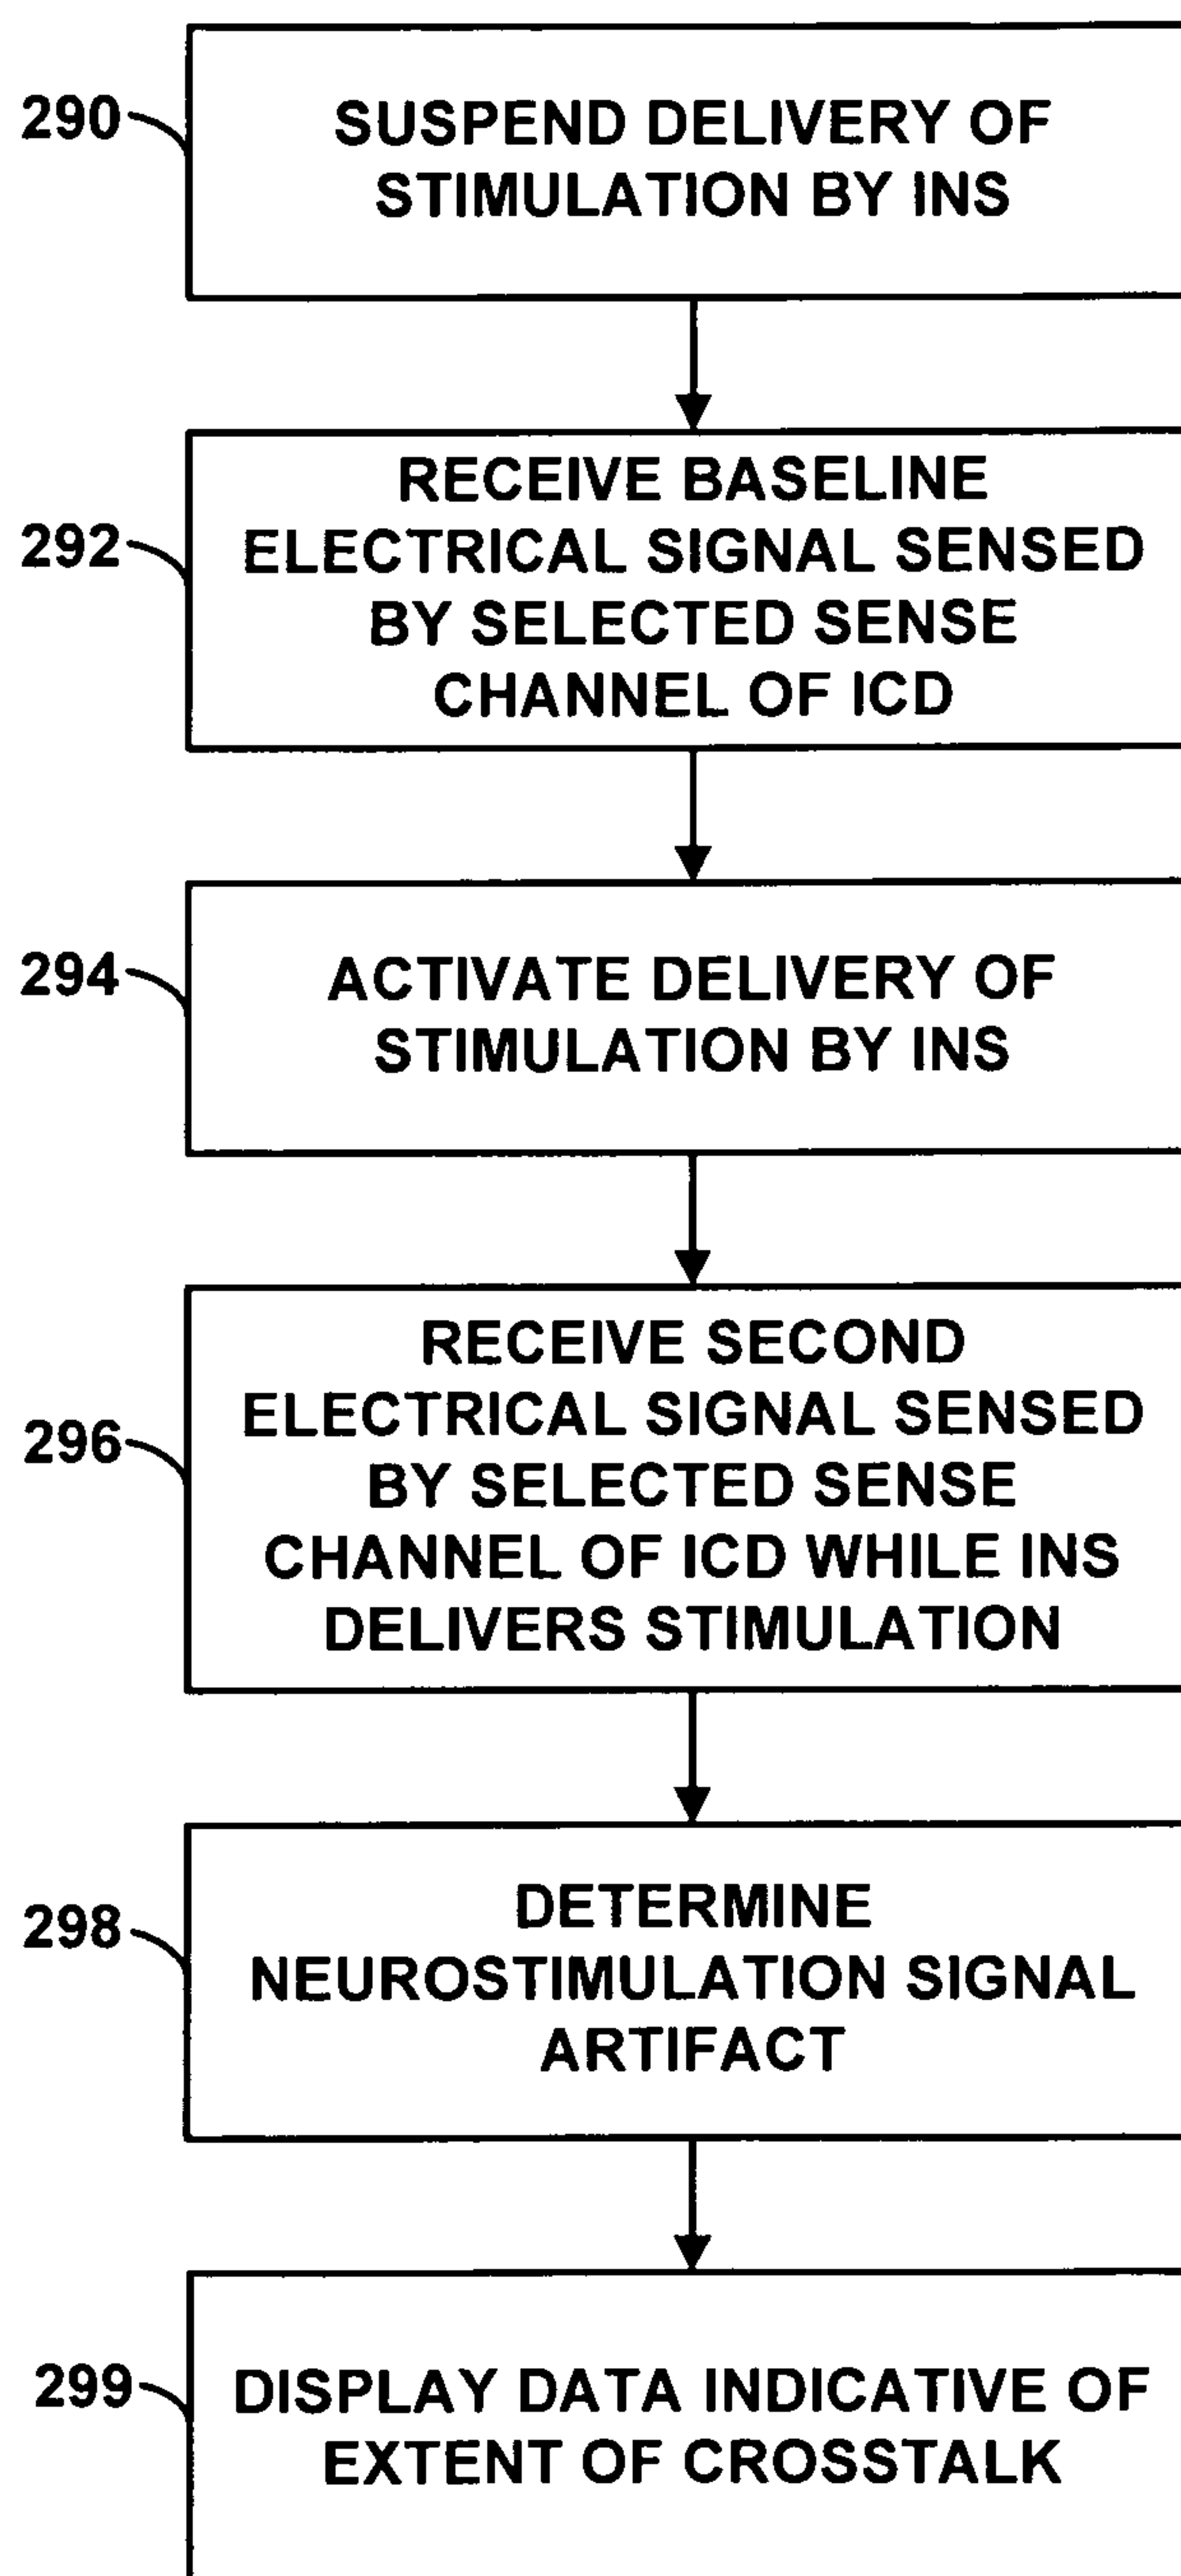 290
SUSPEND DELIVERY OF
STIMULATION BY INS
292
RECEIVE BASELINE
ELECTRICAL SIGNAL SENSED
BY SELECTED SENSE
CHANNEL OF ICD
294
ACTIVATE DELIVERY OF
STIMULATION BY INS
296
RECEIVE SECOND
ELECTRICAL SIGNAL SENSED
BY SELECTED SENSE
CHANNEL OF ICD WHILE INS
DELIVERS STIMULATION
298
DETERMINE
NEUROSTIMULATION SIGNAL
ARTIFACT
299
DISPLAY DATA INDICATIVE OF
EXTENT OF CROSSTALK